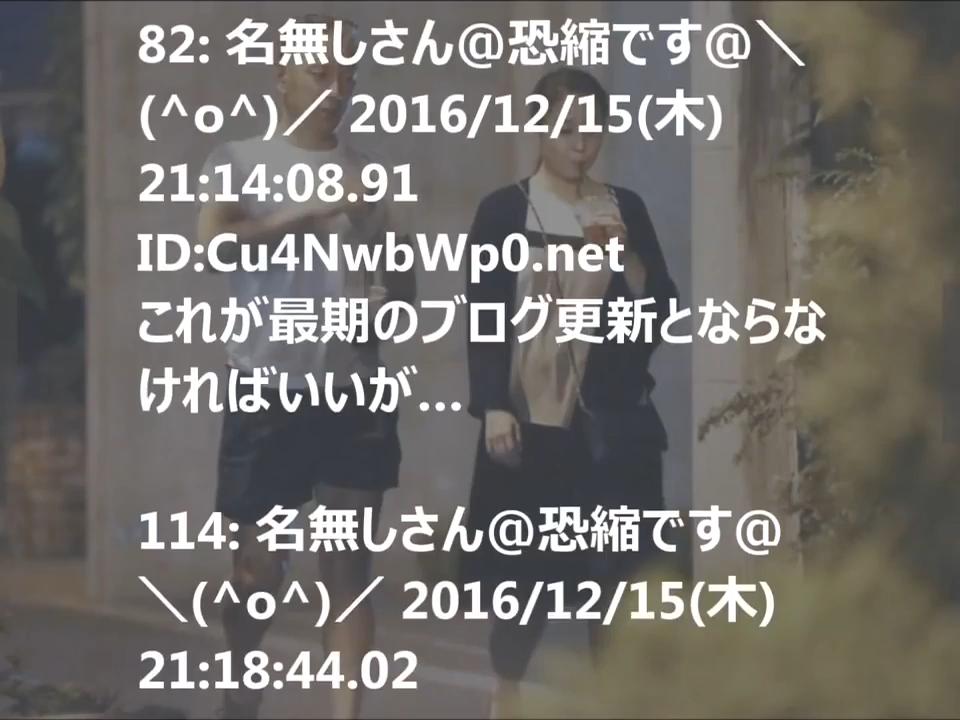 82: 名無しさん@恐縮です@＼
(^o^)／ 2016/12/15(木)
21:14:08.91
ID:Cu4NwbWp0.net
これが最期のブログ更新とならな
ければいいが…
114: 名無しさん@恐縮です@
＼(^o^)／ 2016/12/15(木)
21:18:44.02